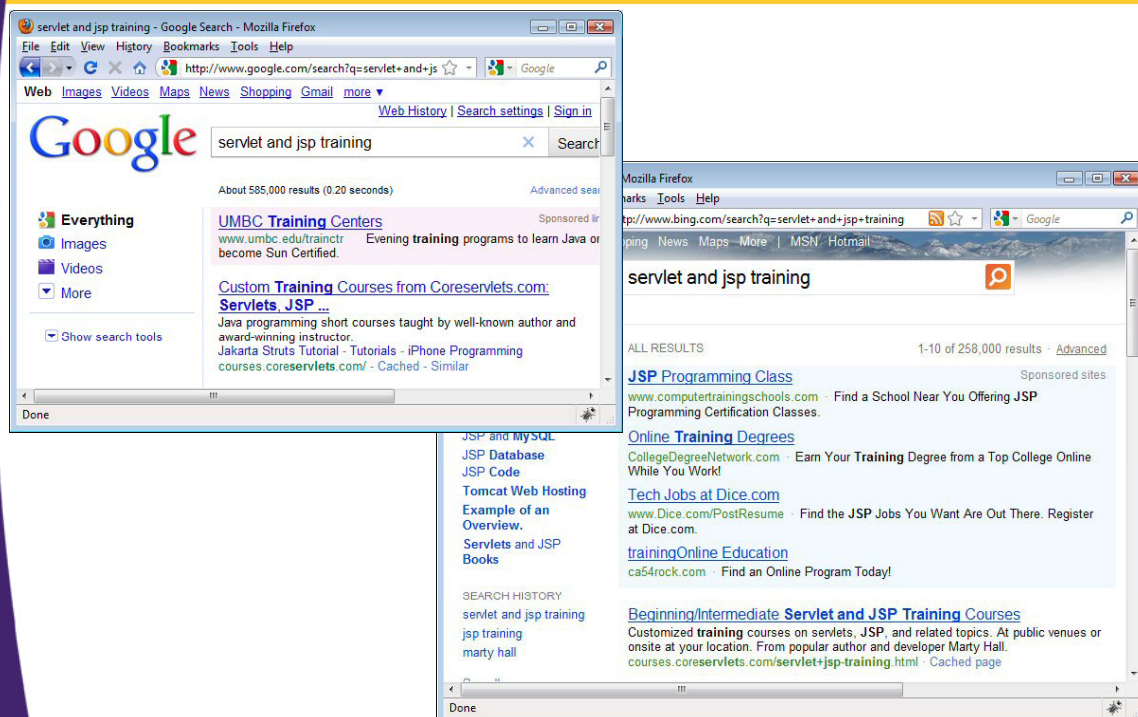 servlet and jsp training - Google Search - Mozilla Firefox
File Edit View History Bookmarks Tools Help
http://www.google.com/search?q=servlet+and+js
Google
Web Images Videos Maps News Shopping Gmail more ▼
Web History | Search settings | Sign in
Google
servlet and jsp training
Search
About 585,000 results (0.20 seconds)
Advanced sea
Everything
Images
Videos
More
Show search tools
UMBC Training Centers
Sponsored lin
www.umbc.edu/trainctr Evening training programs to learn Java or
become Sun Certified.
Custom Training Courses from Coreservlets.com:
Servlets, JSP ...
Java programming short courses taught by well-known author and
award-winning instructor.
Jakarta Struts Tutorial - Tutorials - iPhone Programming
courses.coreservlets.com/ - Cached - Similar
Done
Mozilla Firefox
arks Tools Help
tp://www.bing.com/search?q=servlet+and+jsp+training
Google
pping News Maps More | MSN Hotmail
servlet and jsp training
ALL RESULTS
1-10 of 258,000 results · Advanced
JSP Programming Class
Sponsored sites
www.computertrainingschools.com · Find a School Near You Offering JSP
Programming Certification Classes.
Online Training Degrees
CollegeDegreeNetwork.com · Earn Your Training Degree from a Top College Online
While You Work!
Tech Jobs at Dice.com
www.Dice.com/PostResume · Find the JSP Jobs You Want Are Out There. Register
at Dice.com.
trainingOnline Education
ca54rock.com · Find an Online Program Today!
Beginning/Intermediate Servlet and JSP Training Courses
Customized training courses on servlets, JSP, and related topics. At public venues or
onsite at your location. From popular author and developer Marty Hall.
courses.coreservlets.com/servlet+jsp-training.html · Cached page
JSP and MySQL
JSP Database
JSP Code
Tomcat Web Hosting
Example of an
Overview.
Servlets and JSP
Books
SEARCH HISTORY
servlet and jsp training
jsp training
marty hall
Done